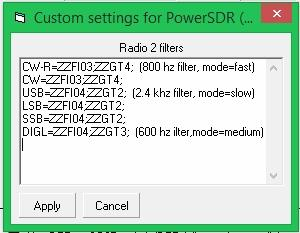 Custom settings for PowerSDR (...
Radio 2 filters
CW-R=ZZFI03;ZZGT4; (800 hz filter, mode=fast)
CW=ZZFI03;ZZGT4;
USB=ZZFI04;ZZGT2; (2.4 khz filter, mode=slow)
LSB=ZZFI04;ZZGT2;
SSB=ZZFI04;ZZGT2;
DIGL=ZZFI04;ZZGT3; (600 hz ilter,mode=medium)
Apply
Cancel